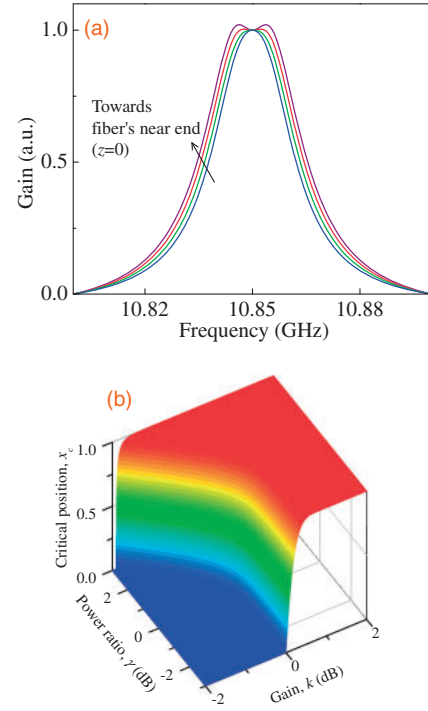 (a)
Towards
fiber's near end
(z=0)
Gain (a.u.)
1.0
0.5
0.0
10.82 10.85 10.88
Frequency (GHz)
(b)
Critical position, x_c
1.0
0.5
0.0
Power ratio, γ (dB)
2
0
-2
Gain, k (dB)
-2
0
2